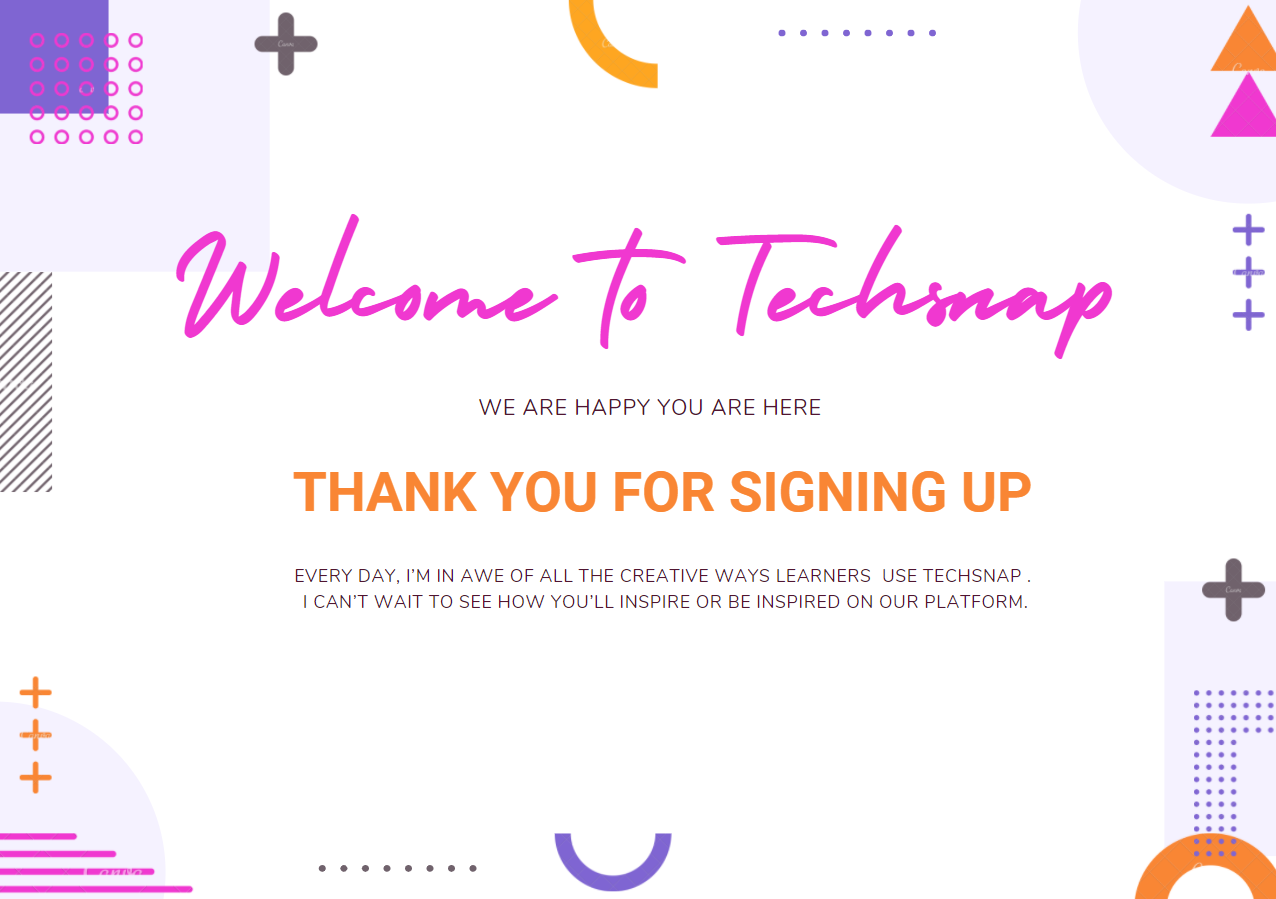 Welcome to Techsnap
WE ARE HAPPY YOU ARE HERE
THANK YOU FOR SIGNING UP
EVERY DAY, I’M IN AWE OF ALL THE CREATIVE WAYS LEARNERS  USE TECHSNAP .
I CAN’T WAIT TO SEE HOW YOU’LL INSPIRE OR BE INSPIRED ON OUR PLATFORM.